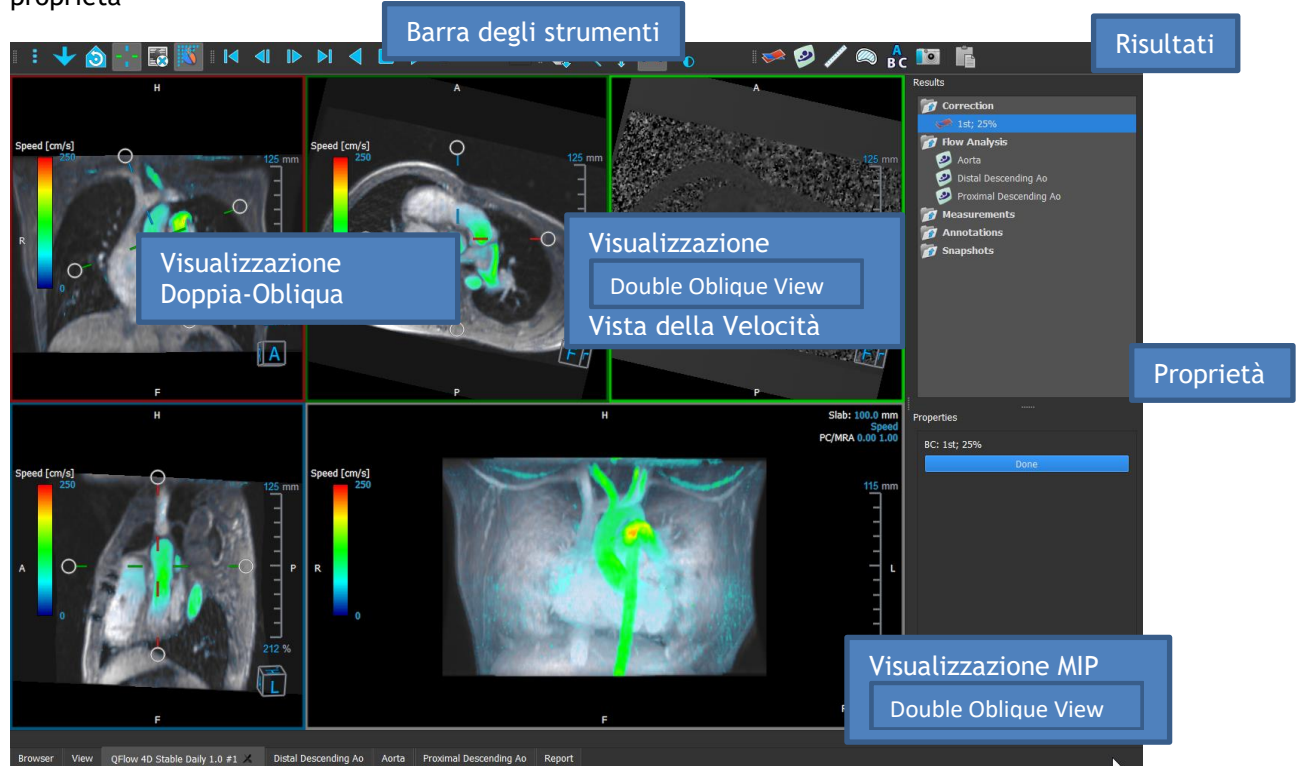 proprietà
Barra degli strumenti
Risultati
A
B C
Results
Correction
1st; 25%
Flow Analysis
Aorta
Distal Descending Ao
Proximal Descending Ao
Measurements
Annotations
Snapshots
H
Speed [cm/s]
250
125 mm
R
0
A
F
A
Speed [cm/s]
250
125 mm
F
P
A
125 mm
F
P
Visualizzazione
Doppia-Obliqua
Visualizzazione
Double Oblique View
Vista della Velocità
Proprietà
Properties
BC: 1st; 25%
Done
H
Speed [cm/s]
250
125 mm
A
P
0
212 %
L
F
H
Slab: 100.0 mm
Speed
PC/MRA 0.00 1.00
Speed [cm/s]
250
115 mm
R
L
0
F
Visualizzazione MIP
Double Oblique View
Browser View QFlow 4D Stable Daily 1.0 #1 Distal Descending Ao Aorta Proximal Descending Ao Report